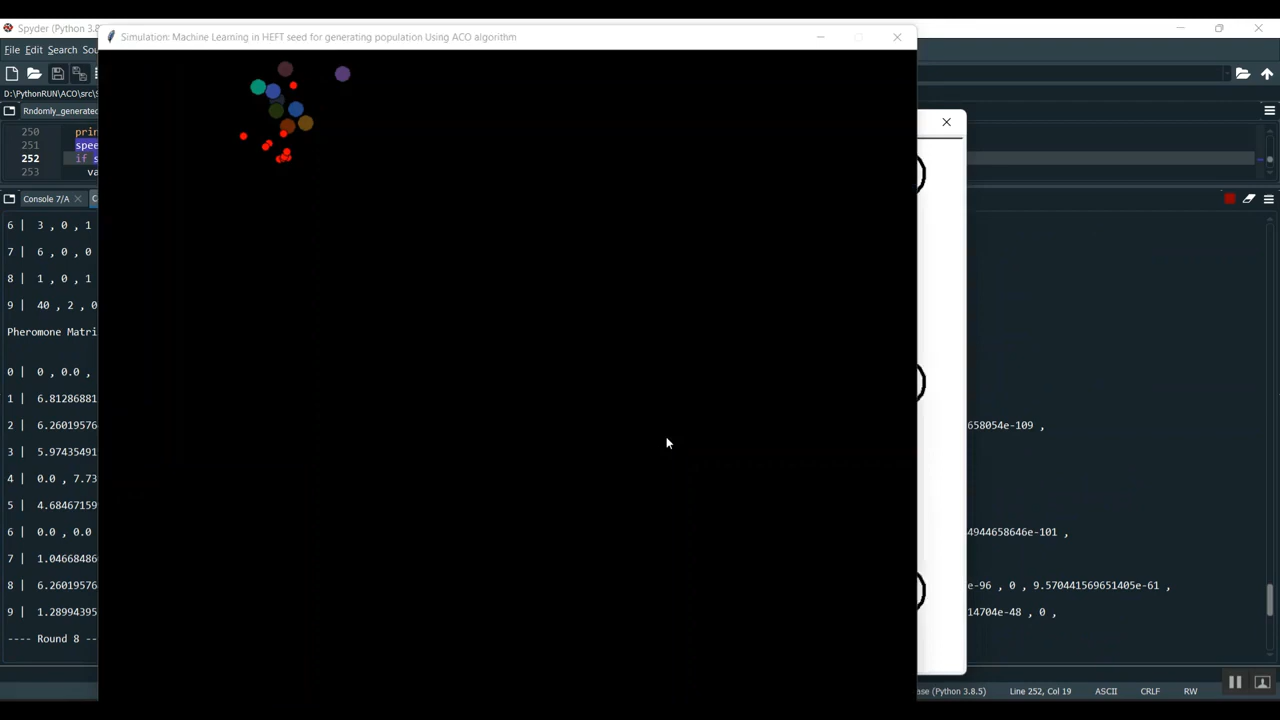 Spyder (Python 3.8
Simulation: Machine Learning in HEFT seed for generating population Using ACO algorithm
File Edit Search Sou
D:\PythonRUN\ACO\src\S
Rndomly_generated
250 prin
251 spee
252 if s
253 va
Console 7/A
6 | 3 , 0 , 1
7 | 6 , 0 , 0
8 | 1 , 0 , 1
9 | 40 , 2 , 0
Pheromone Matri
0 | 0 , 0.0 ,
1 | 6.81286881
2 | 6.26019576 658054e-109 ,
3 | 5.97435491
4 | 0.0 , 7.73
5 | 4.68467159
6 | 0.0 , 0.0 4944658646e-101 ,
7 | 1.04668486
8 | 6.26019576 e-96 , 0 , 9.570441569651405e-61 ,
9 | 1.28994395 14704e-48 , 0 ,
---- Round 8 --
ase (Python 3.8.5) Line 252, Col 19 ASCII CRLF RW